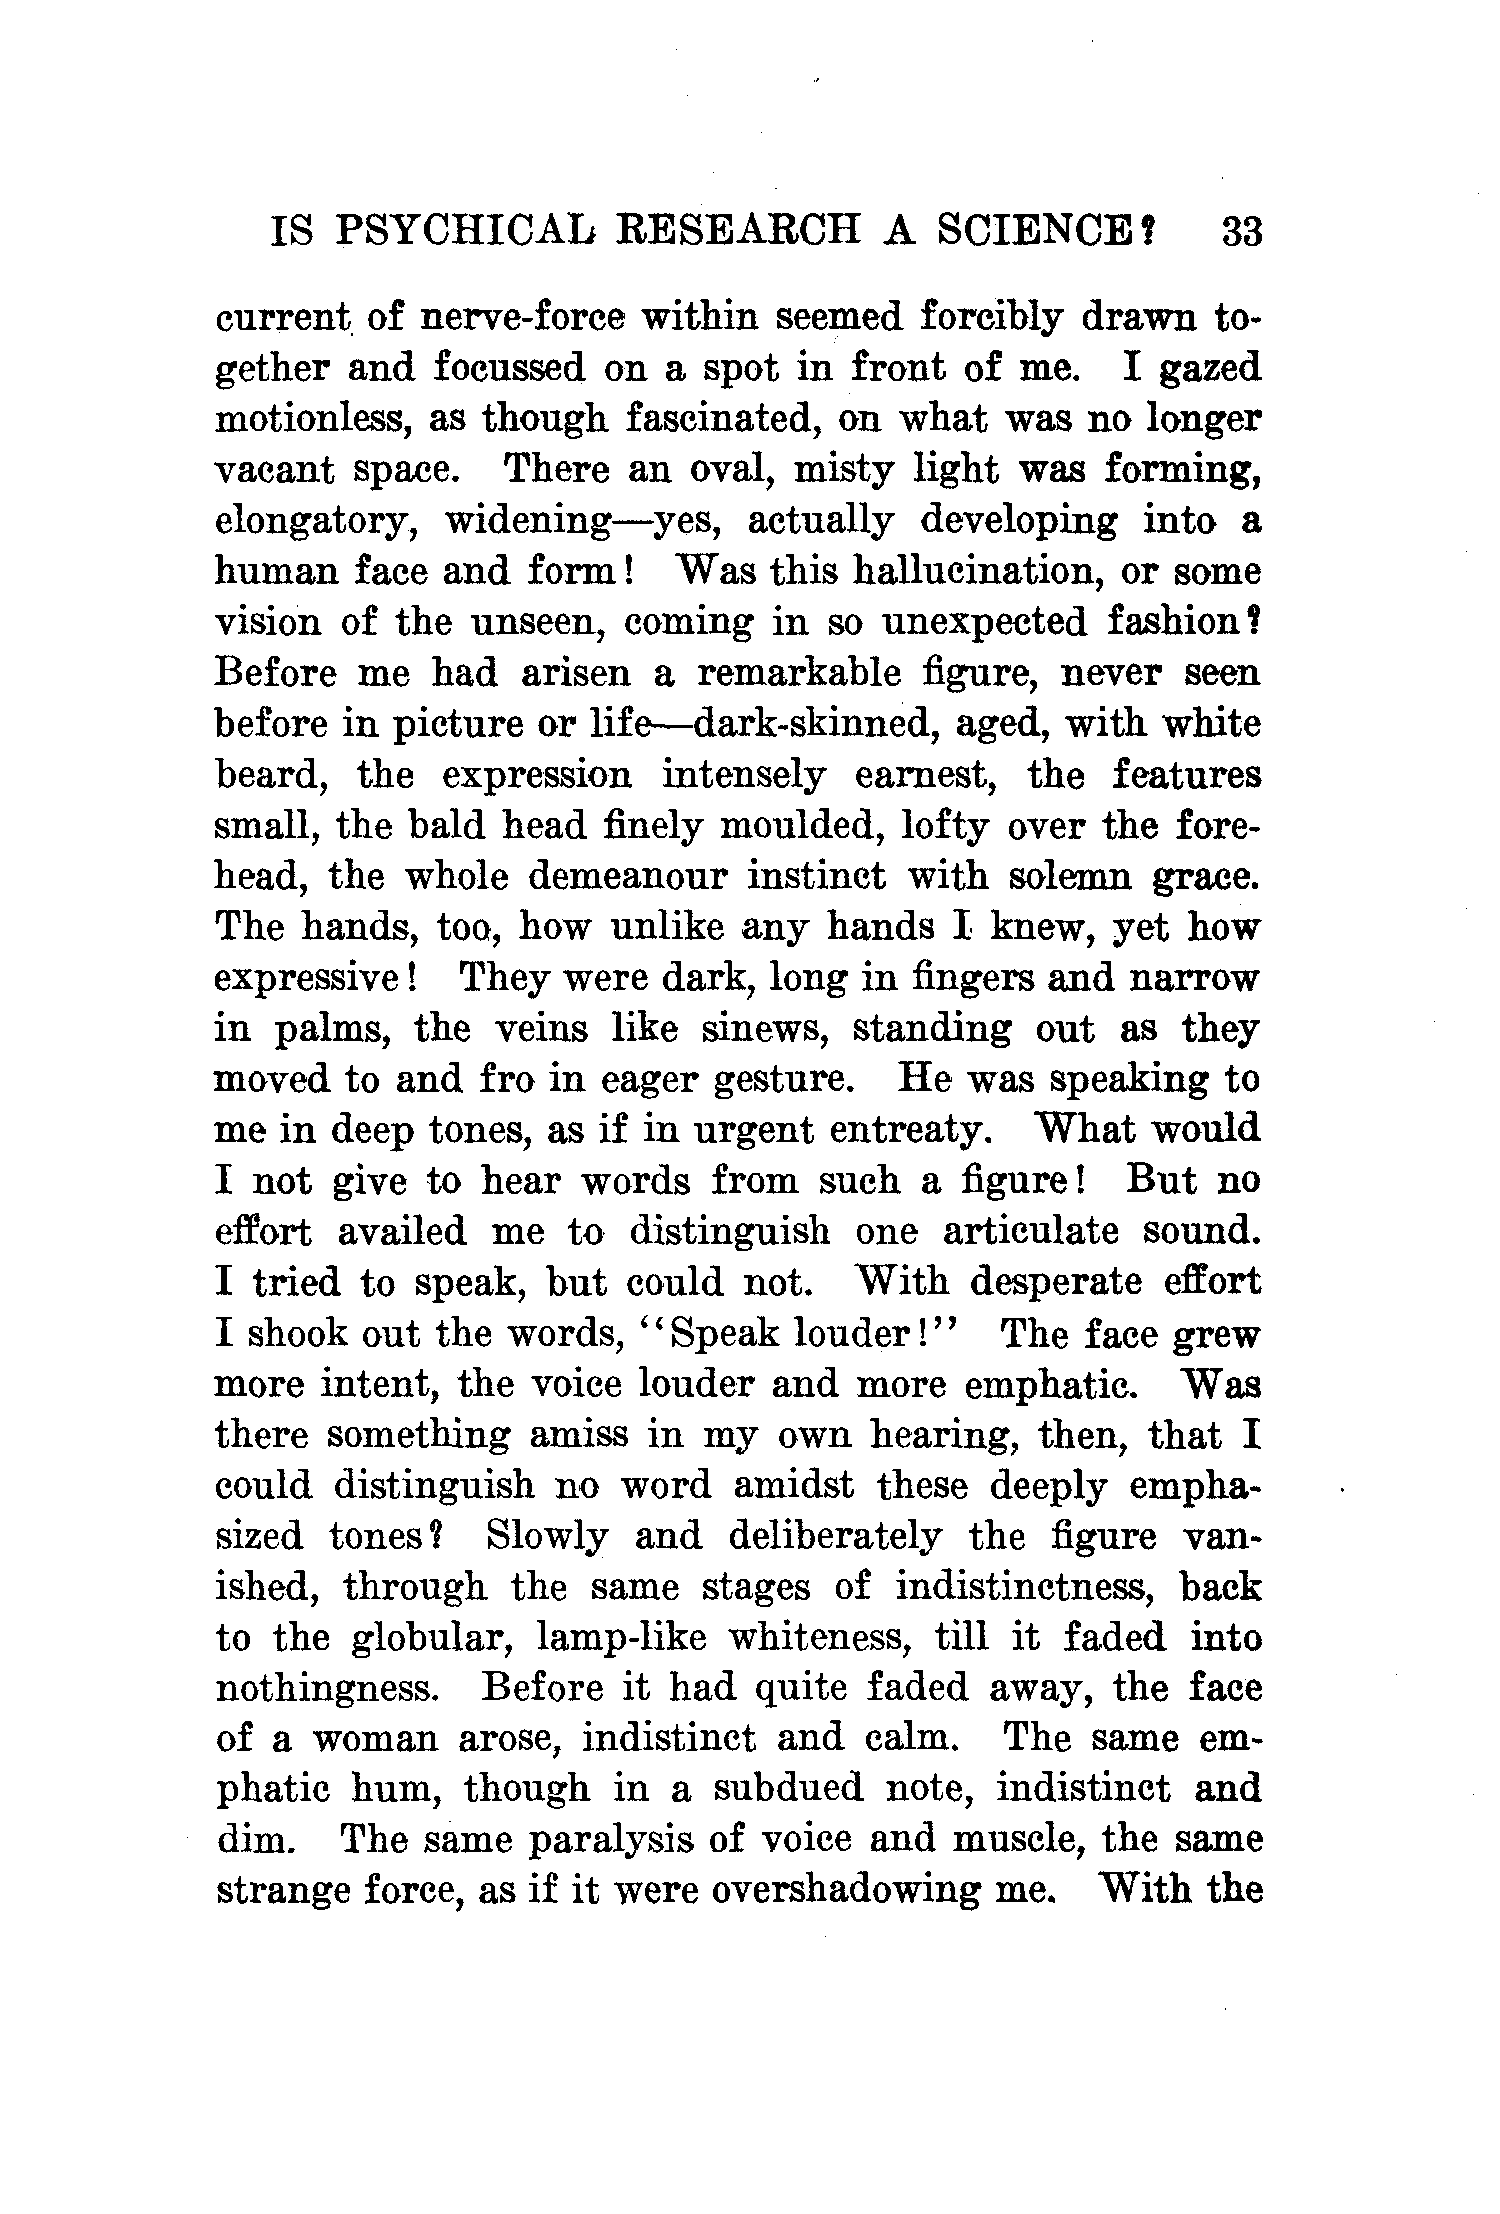 IS PSYCHICAL RESEARCH A SCIENCE? 33
current of nerve-force within seemed forcibly drawn to-
gether and focussed on a spot in front of me. I gazed
motionless, as though fascinated, on what was no longer
vacant space. There an oval, misty light was forming,
elongatory, widening—yes, actually developing into a
human face and form! Was this hallucination, or some
vision of the unseen, coming in so unexpected fashion?
Before me had arisen a remarkable figure, never seen
before in picture or life—dark-skinned, aged, with white
beard, the expression intensely earnest, the features
small, the bald head finely moulded, lofty over the fore-
head, the whole demeanour instinct with solemn grace.
The hands, too, how unlike any hands I knew, yet how
expressive! They were dark, long in fingers and narrow
in palms, the veins like sinews, standing out as they
moved to and fro in eager gesture. He was speaking to
me in deep tones, as if in urgent entreaty. What would
I not give to hear words from such a figure! But no
effort availed me to distinguish one articulate sound.
I tried to speak, but could not. With desperate effort
I shook out the words, "Speak louder!" The face grew
more intent, the voice louder and more emphatic. Was
there something amiss in my own hearing, then, that I
could distinguish no word amidst these deeply empha-
sized tones? Slowly and deliberately the figure van-
ished, through the same stages of indistinctness, back
to the globular, lamp-like whiteness, till it faded into
nothingness. Before it had quite faded away, the face
of a woman arose, indistinct and calm. The same em-
phatic hum, though in a subdued note, indistinct and
dim. The same paralysis of voice and muscle, the same
strange force, as if it were overshadowing me. With the